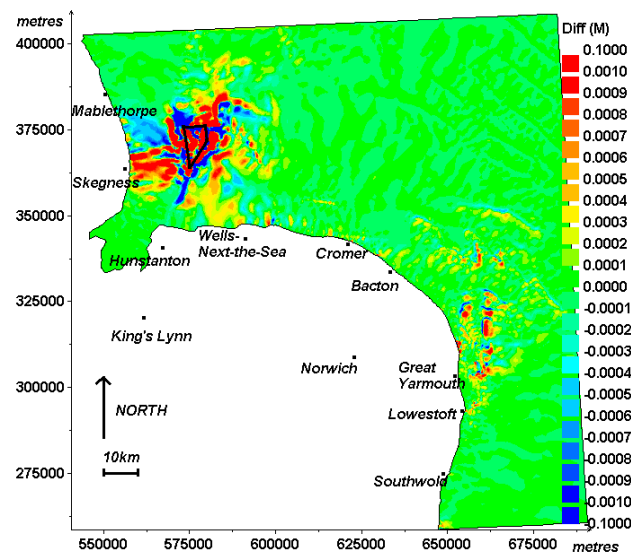 Diff (M)
400000
375000
350000
325000
300000
275000
Mablethorpe
Skegness
Hunstanton
Wells-
Next-the-Sea
Cromer
Bacton
King's Lynn
Norwich
Great
Yarmouth
Lowestoft
Southwold
NORTH
10km
0.1000
0.0010
0.0009
0.0008
0.0007
0.0006
0.0005
0.0004
0.0003
0.0002
0.0001
0.0000
-0.0001
-0.0002
-0.0003
-0.0004
-0.0005
-0.0006
-0.0007
-0.0008
-0.0009
-0.0010
-0.1000
metres
550000 575000 600000 625000 650000 metres